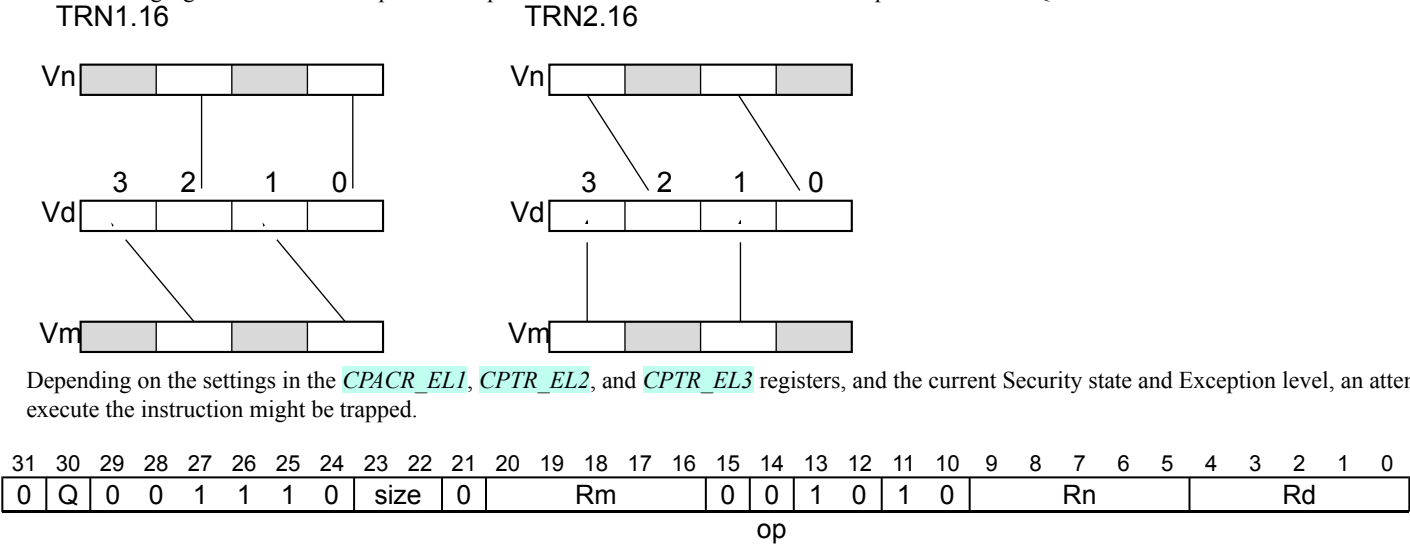 TRN1.16 TRN2.16
Vn Vn
3 2 1 0 3 2 1 0
Vd Vd
Vm Vm
Depending on the settings in the CPACR_EL1, CPTR_EL2, and CPTR_EL3 registers, and the current Security state and Exception level, an
execute the instruction might be trapped.
31 30 29 28 27 26 25 24 23 22 21 20 19 18 17 16 15 14 13 12 11 10 9 8 7 6 5 4 3 2 1 0
0 Q 0 0 1 1 1 0 size 0 Rm 0 0 1 0 1 0 Rn Rd
op